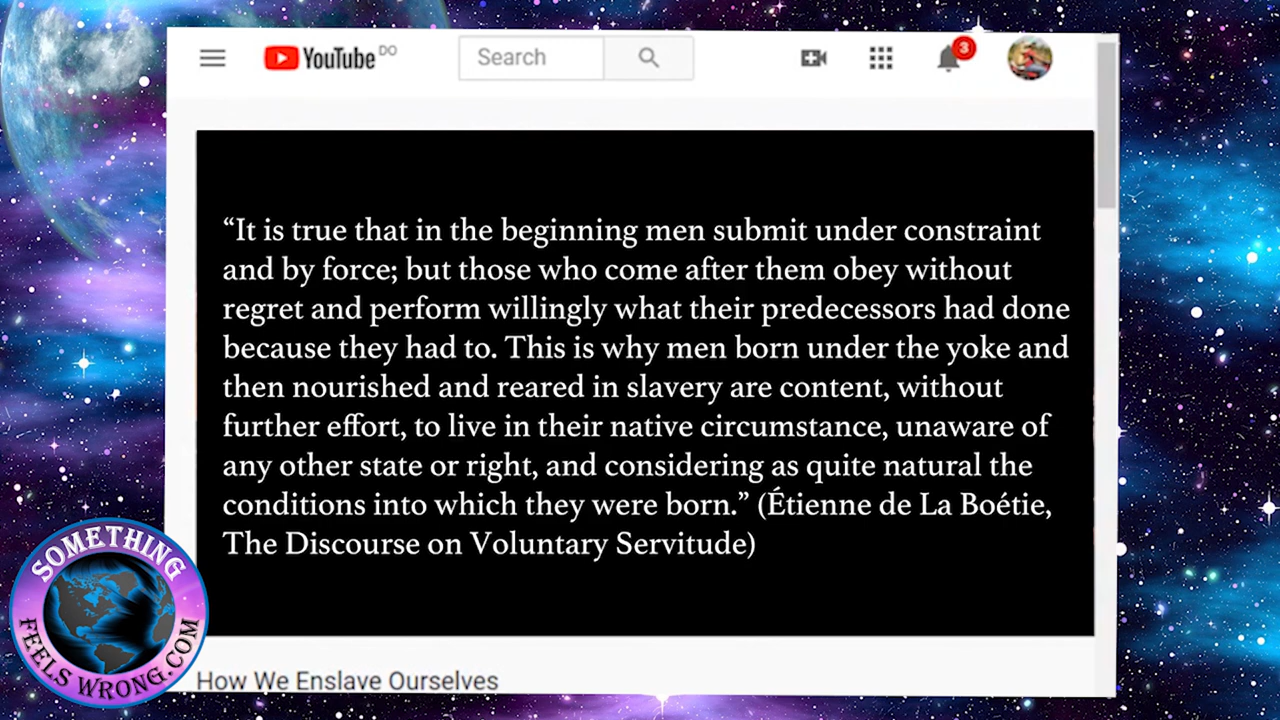 YouTube DO
Search
3
“It is true that in the beginning men submit under constraint
and by force; but those who come after them obey without
regret and perform willingly what their predecessors had done
because they had to. This is why men born under the yoke and
then nourished and reared in slavery are content, without
further effort, to live in their native circumstance, unaware of
any other state or right, and considering as quite natural the
conditions into which they were born.” (Étienne de La Boétie,
The Discourse on Voluntary Servitude)
How We Enslave Ourselves
SOMETHING
FEELS WRONG.COM